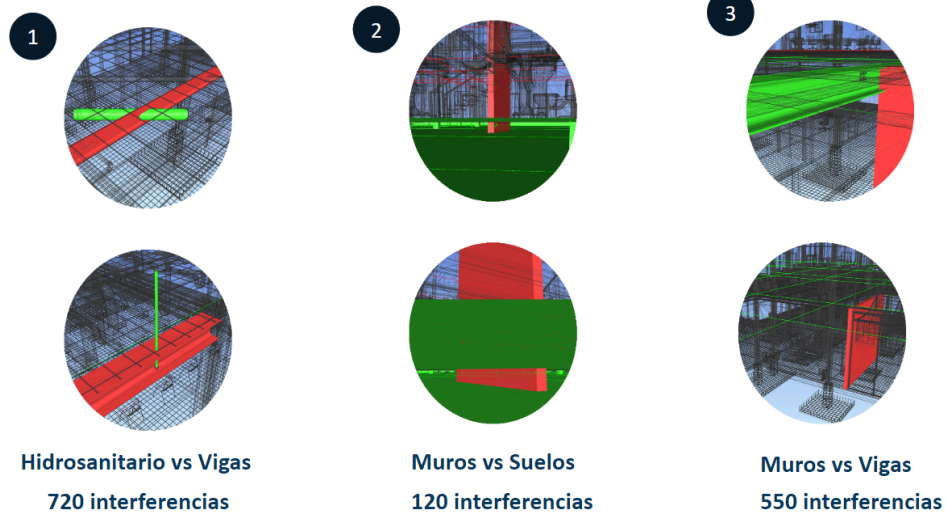 1
2
3
Hidrosanitario vs Vigas
720 interferencias
Muros vs Suelos
120 interferencias
Muros vs Vigas
550 interferencias